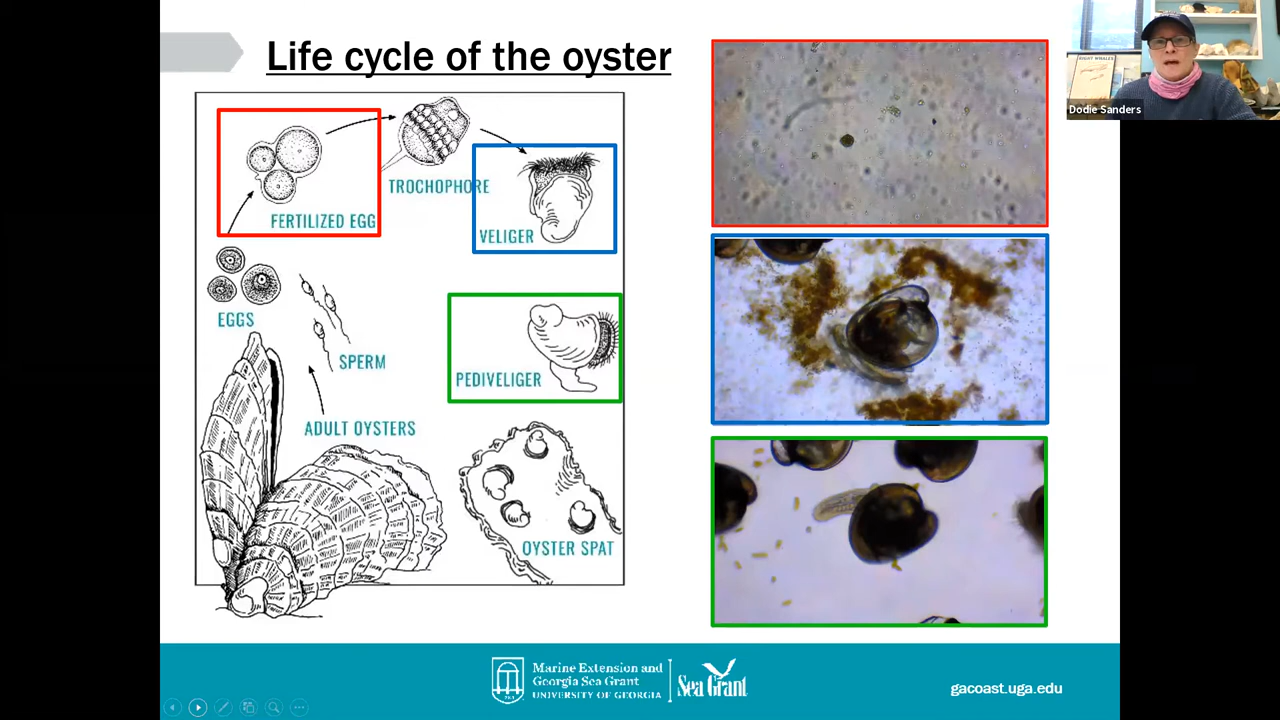 Life cycle of the oyster
FERTILIZED EGG
TROCHOPHORE
VELIGER
EGGS
SPERM
PEDIVELIGER
ADULT OYSTERS
OYSTER SPAT
Dodie Sanders
RIGHT WHALES
Marine Extension and
Georgia Sea Grant
UNIVERSITY OF GEORGIA
Sea Grant
gacoast.uga.edu